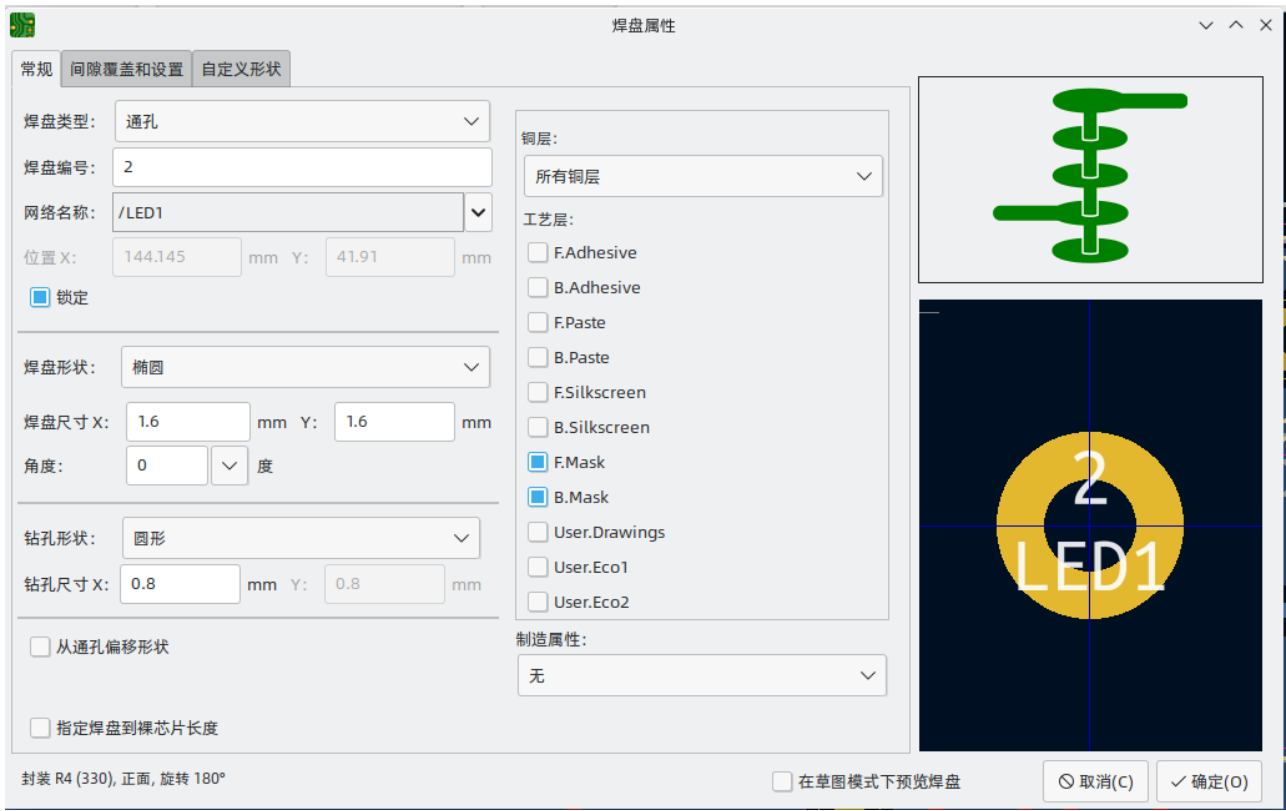 焊盘属性
常规 间隙覆盖和设置 自定义形状
焊盘类型: 通孔
焊盘编号: 2
网络名称: /LED1
位置 X: 144.145 mm Y: 41.91 mm
锁定
焊盘形状: 椭圆
焊盘尺寸 X: 1.6 mm Y: 1.6 mm
角度: 0 度
钻孔形状: 圆形
钻孔尺寸 X: 0.8 mm Y: 0.8 mm
从通孔偏移形状
指定焊盘到裸芯片长度
铜层:
所有铜层
工艺层:
F.Adhesive
B.Adhesive
F.Paste
B.Paste
F.Silkscreen
B.Silkscreen
F.Mask
B.Mask
User.Drawings
User.Eco1
User.Eco2
制造属性:
无
2
LED1
封装 R4 (330), 正面, 旋转 180°
在草图模式下预览焊盘
取消(C)
确定(O)